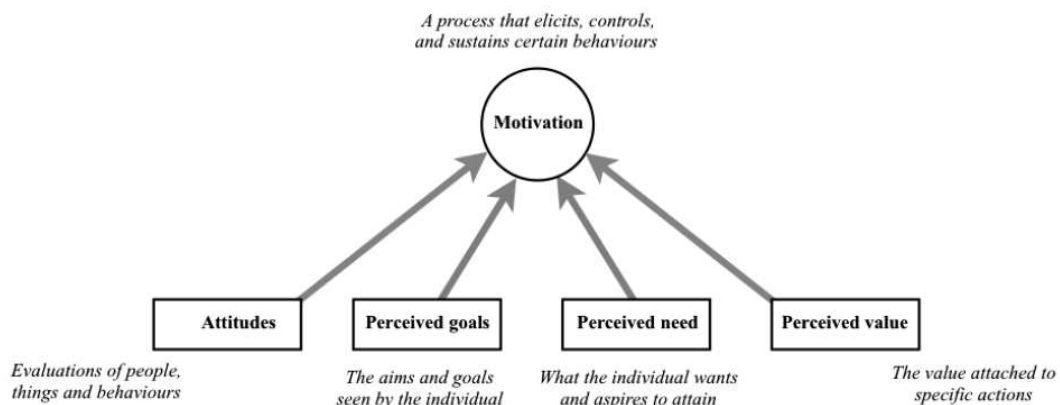 A process that elicits, controls,
and sustains certain behaviours
Motivation
Attitudes
Perceived goals
Perceived need
Perceived value
Evaluations of people,
things and behaviours
The aims and goals
seen by the individual
What the individual wants
and aspires to attain
The value attached to
specific actions